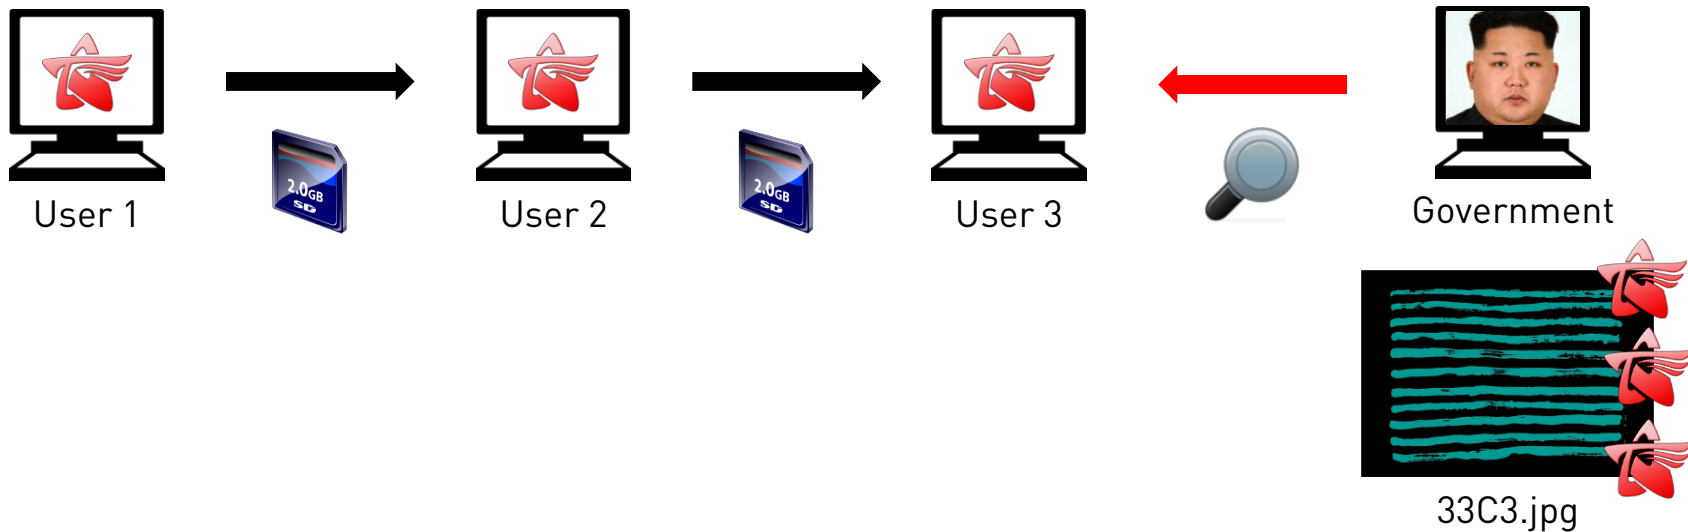 2.0GB
SD
2.0GB
SD
User 1
User 2
User 3
Government
33C3.jpg